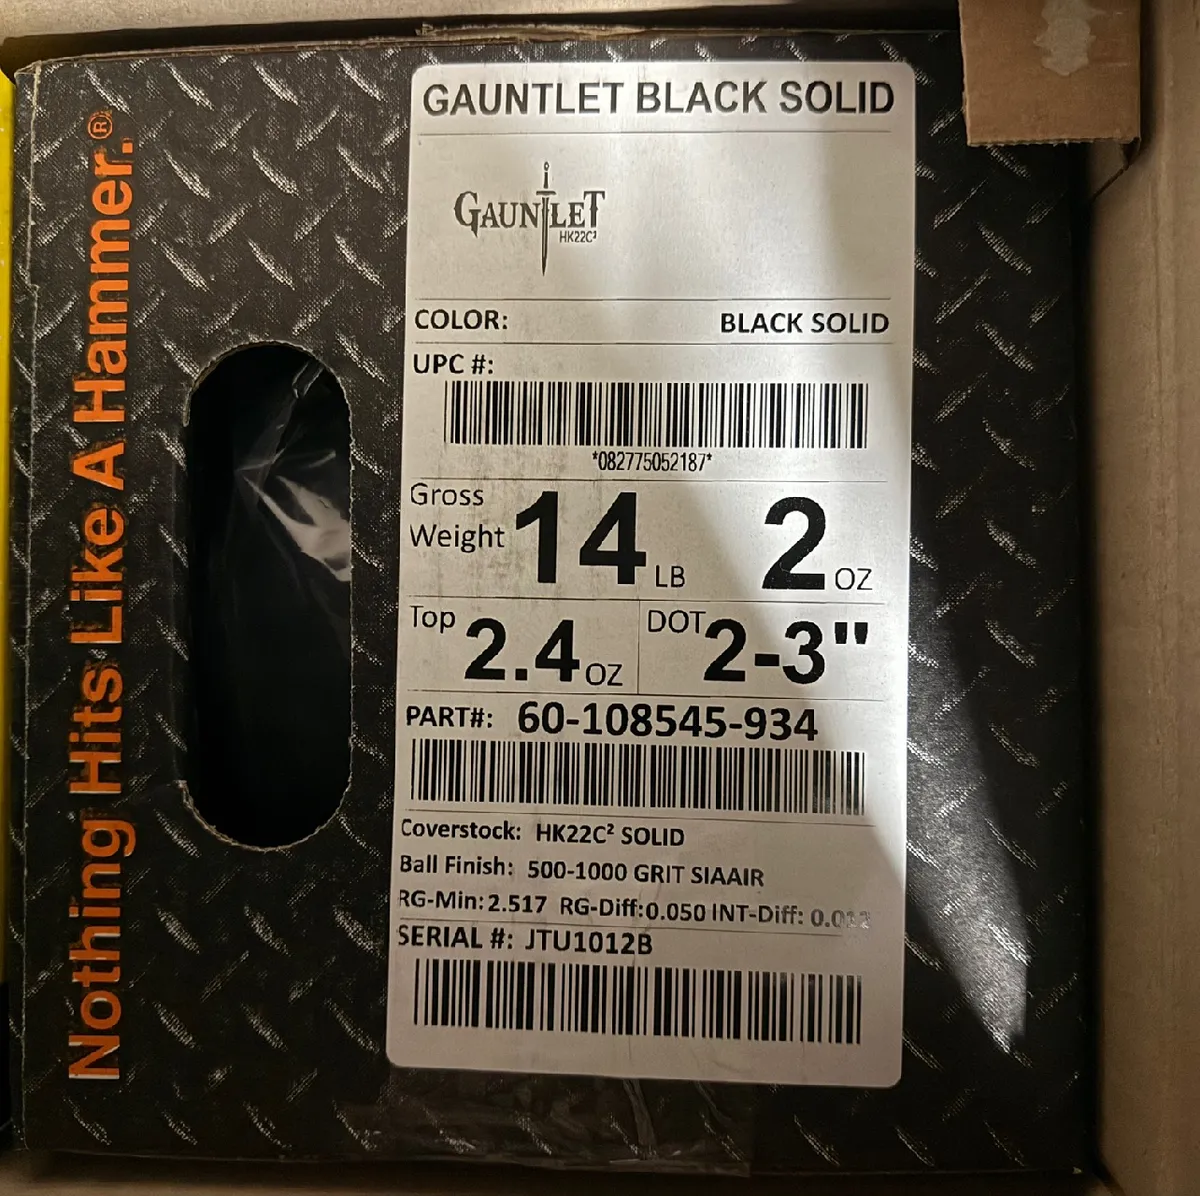 Nothing Hits Like A Hammer.®
GAUNTLET BLACK SOLID
GAUNTLET
HK22C³
COLOR: BLACK SOLID
UPC #:
*082775052187*
Gross Weight 14 LB 2 OZ
Top 2.4 OZ DOT 2-3"
PART#: 60-108545-934
Coverstock: HK22C² SOLID
Ball Finish: 500-1000 GRIT SIAAIR
RG-Min: 2.517 RG-Diff:0.050 INT-Diff:
SERIAL #: JTU1012B